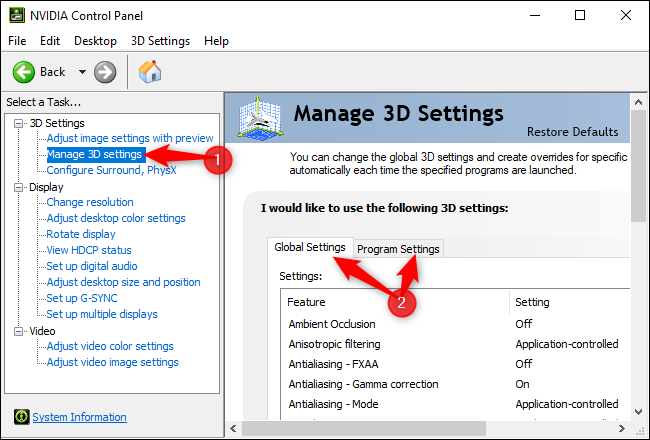 NVIDIA Control Panel
File Edit Desktop 3D Settings Help
Back
Select a Task...
3D Settings
Adjust image settings with preview
Manage 3D Settings
Configure Surround, PhysX
Display
Change resolution
Adjust desktop color settings
Rotate display
View HDCP status
Set up digital audio
Adjust desktop size and position
Set up G-SYNC
Set up multiple displays
Video
Adjust video color settings
Adjust video image settings
System Information
1
Manage 3D Settings
Restore Defaults
You can change the global 3D settings and create overrides for specific
automatically each time the specified programs are launched.
I would like to use the following 3D settings:
Global Settings Program Settings
2
Settings:
Feature Setting
Ambient Occlusion Off
Anisotropic filtering Application-controlled
Antialiasing - FXAA Off
Antialiasing - Gamma correction On
Antialiasing - Mode Application-controlled